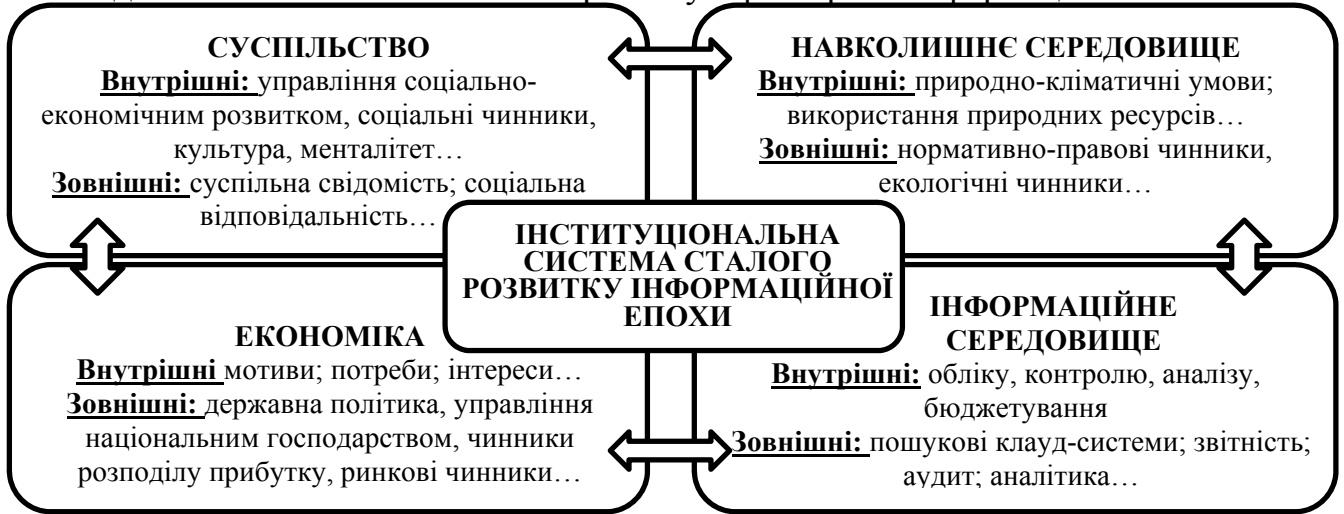 СУСПІЛЬСТВО
Внутрішні: управління соціально-
економічним розвитком, соціальні чинники,
культура, менталітет…
Зовнішні: суспільна свідомість; соціальна
відповідальність…
НАВКОЛИШНЄ СЕРЕДОВИЩЕ
Внутрішні: природно-кліматичні умови;
використання природних ресурсів…
Зовнішні: нормативно-правові чинники,
екологічні чинники…
ІНСТИТУЦІОНАЛЬНА
СИСТЕМА СТАЛОГО
РОЗВИТКУ ІНФОРМАЦІЙНОЇ
ЕПОХИ
ЕКОНОМІКА
Внутрішні мотиви; потреби; інтереси…
Зовнішні: державна політика, управління
національним господарством, чинники
розподілу прибутку, ринкові чинники…
ІНФОРМАЦІЙНЕ
СЕРЕДОВИЩЕ
Внутрішні: обліку, контролю, аналізу,
бюджетування
Зовнішні: пошукові клауд-системи; звітність;
аудит; аналітика…